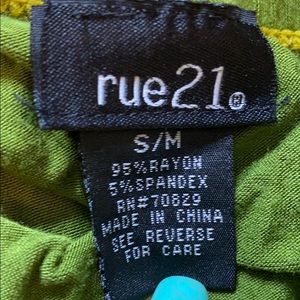 rue21®
S/M
95% RAYON
5% SPANDEX
RN#70829
MADE IN CHINA
SEE REVERSE
FOR CARE